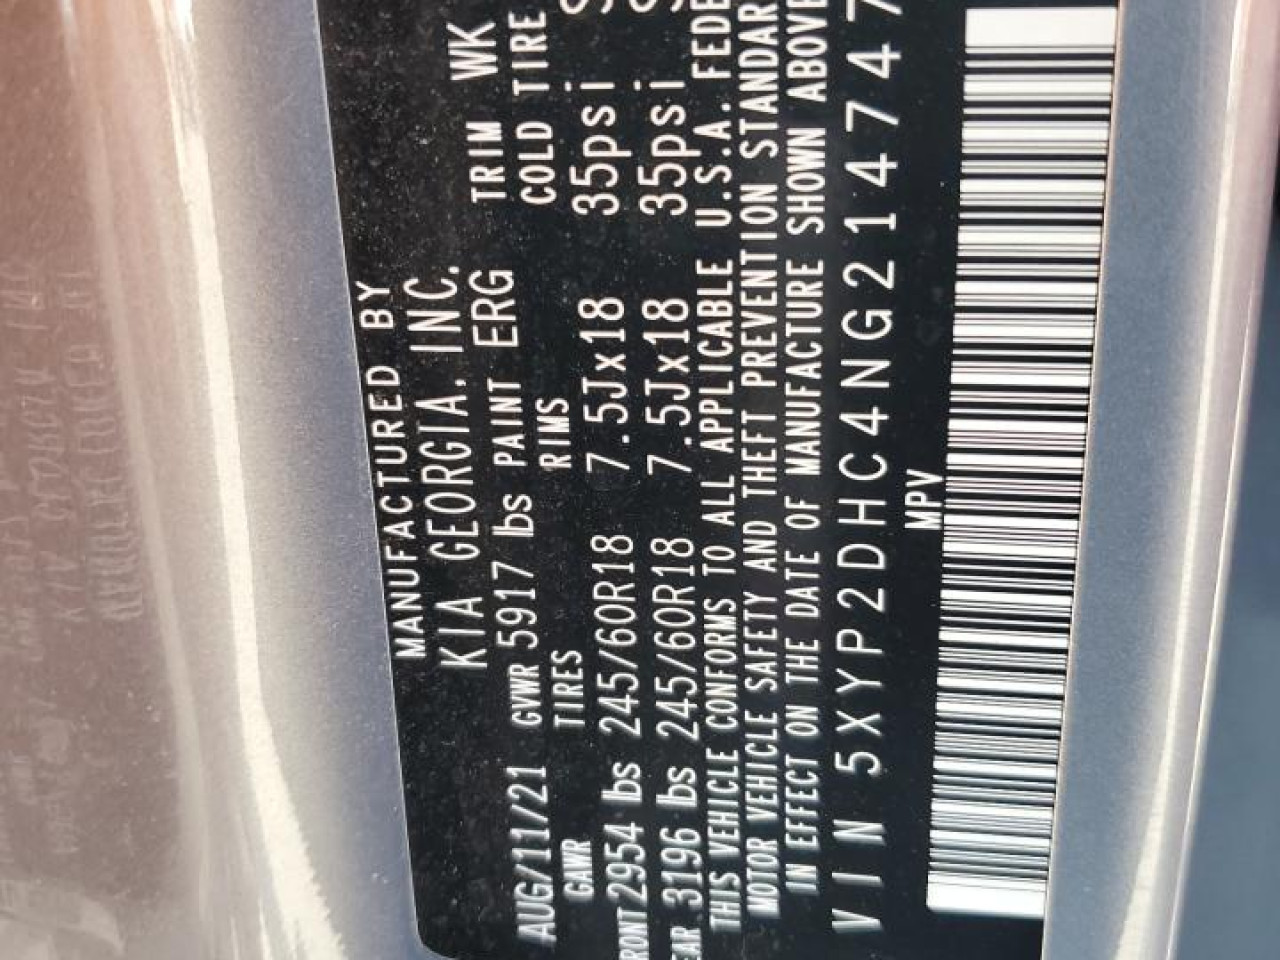 MANUFACTURED BY
KIA GEORGIA, INC.
AUG/11/21 GVWR 5917 lbs PAINT ERG TRIM WK
GAWR TIRES RIMS COLD TIRE
RONT 2954 lbs 245/60R18 7.5Jx18 35psi
EAR 3196 lbs 245/60R18 7.5Jx18 35psi
THIS VEHICLE CONFORMS TO ALL APPLICABLE U.S.A. FEDE
MOTOR VEHICLE SAFETY AND THEFT PREVENTION STANDAR
IN EFFECT ON THE DATE OF MANUFACTURE SHOWN ABOVE
VIN 5XYP2DHC4NG214747
MPV